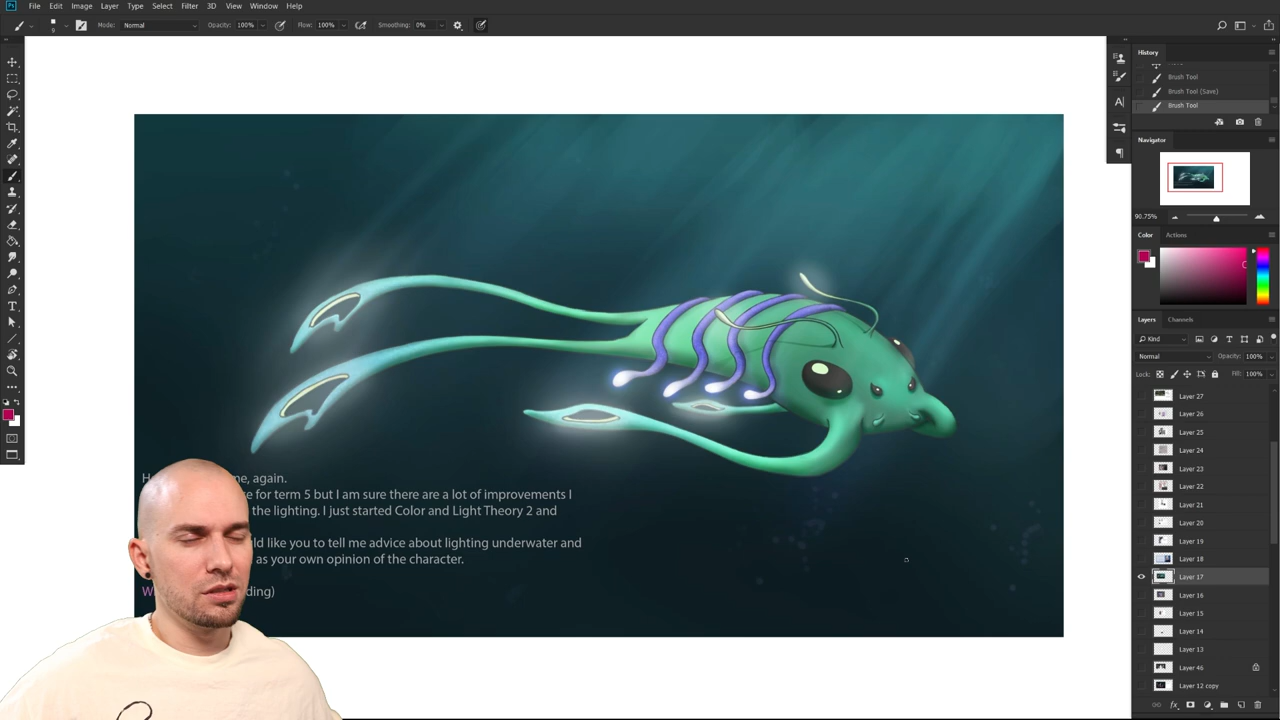 File Edit Image Layer Type Select Filter 3D View Window Help
Mode: Normal Opacity: 100% Flow: 100% Smoothing: 0%
9
History
Brush Tool
Brush Tool (Save)
Brush Tool
Navigator
90.75%
Color Actions
Layers Channels
Kind
Normal Opacity: 100%
Lock: Fill: 100%
Layer 27
Layer 26
Layer 25
Layer 24
Layer 23
Layer 22
Layer 21
Layer 20
Layer 19
Layer 18
Layer 17
Layer 16
Layer 15
Layer 14
Layer 13
Layer 46
Layer 12 copy
again.
for term 5 but I am sure there are a lot of improvements I
the lighting. I just started Color and Light Theory 2 and
like you to tell me advice about lighting underwater and
as your own opinion of the character.